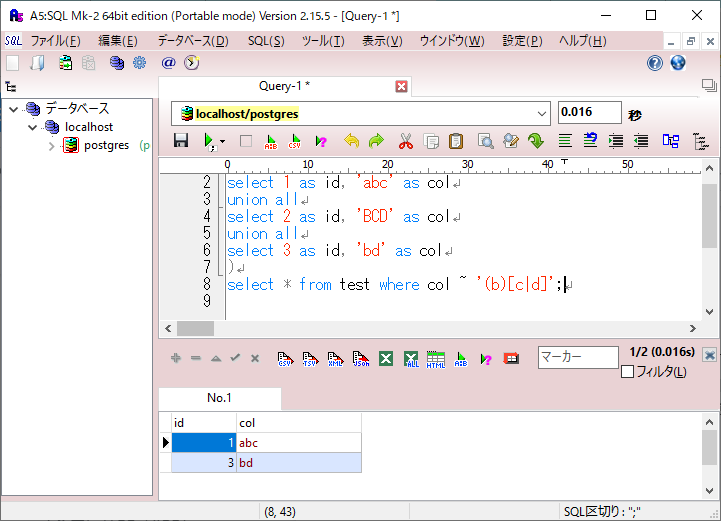 A5:SQL Mk-2 64bit edition (Portable mode) Version 2.15.5 - [Query-1 *]
SQL ファイル(F) 編集(E) データベース(D) SQL(S) ツール(T) 表示(V) ウインドウ(W) 設定(P) ヘルプ(H)
Query-1 *
データベース
localhost
postgres (p
localhost/postgres 0.016 秒
0 10 20 30 40 50
2 select 1 as id, 'abc' as col↲
3 union all↲
4 select 2 as id, 'BCD' as col↲
5 union all↲
6 select 3 as id, 'bd' as col↲
7 )↲
8 select * from test where col ~ '(b)[c|d]';↲
9
CSV TSV XML JSon ALL HTML A:B マーカー 1/2 (0.016s)
フィルタ(L)
No.1
id col
1 abc
3 bd
(8, 43) SQL区切り : ";"